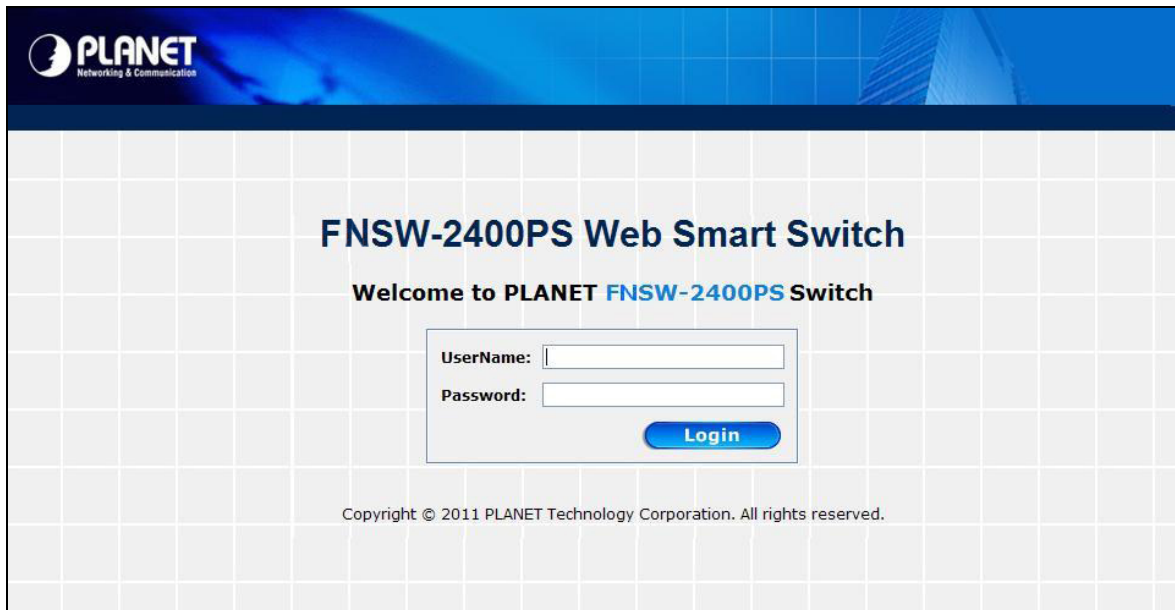 PLANET
Networking & Communication
FNSW-2400PS Web Smart Switch
Welcome to PLANET FNSW-2400PS Switch
UserName:
Password:
Login
Copyright © 2011 PLANET Technology Corporation. All rights reserved.